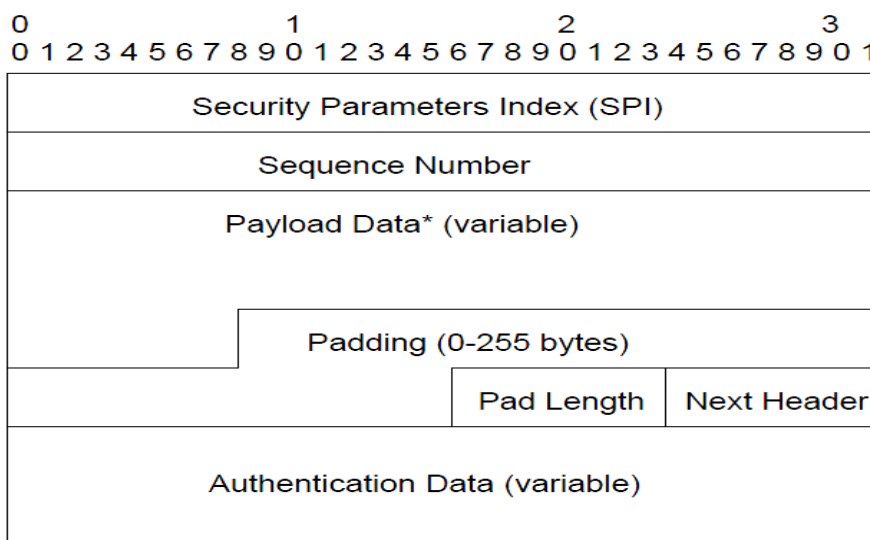 0 1 2 3
0 1 2 3 4 5 6 7 8 9 0 1 2 3 4 5 6 7 8 9 0 1 2 3 4 5 6 7 8 9 0 1
Security Parameters Index (SPI)
Sequence Number
Payload Data* (variable)
Padding (0-255 bytes)
Pad Length Next Header
Authentication Data (variable)